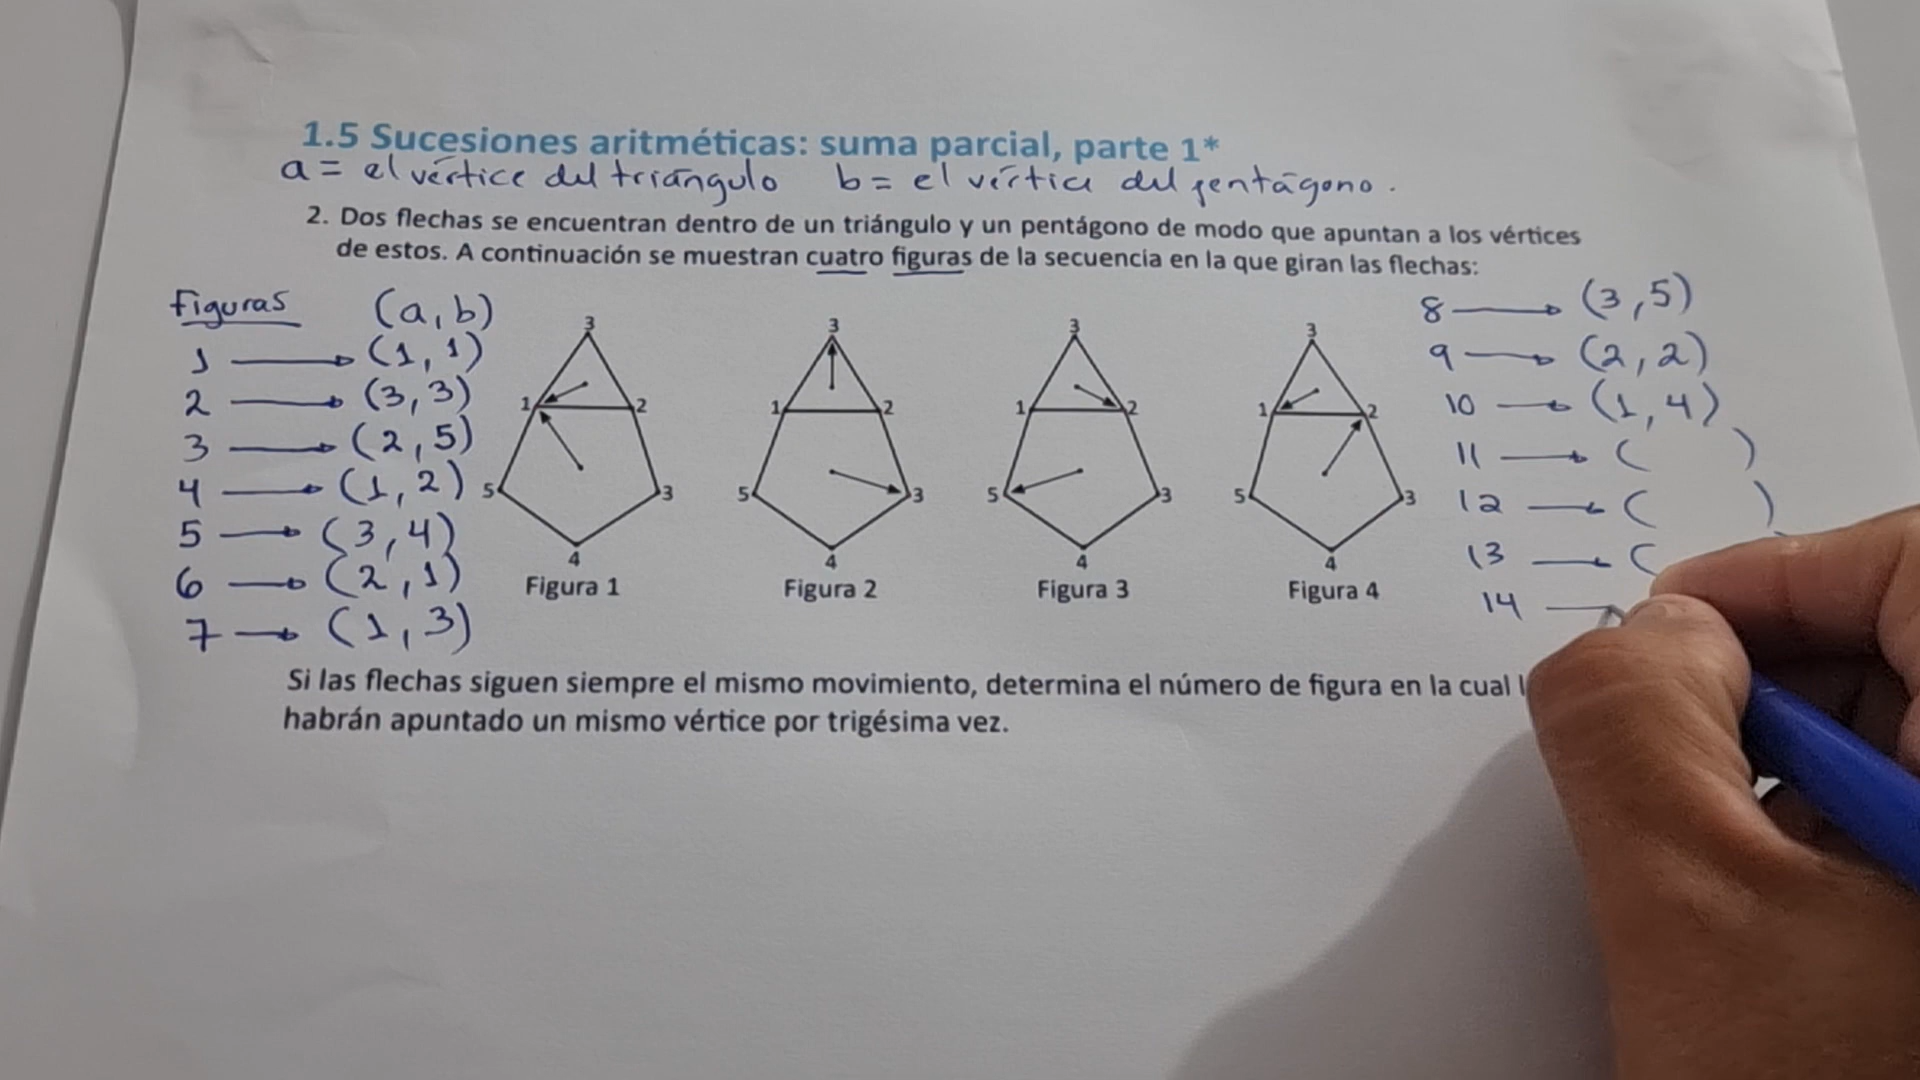 1.5 Sucesiones aritméticas: suma parcial, parte 1*
a = el vértice del triángulo b = el vértice del pentágono.
2. Dos flechas se encuentran dentro de un triángulo y un pentágono de modo que apuntan a los vértices
de estos. A continuación se muestran cuatro figuras de la secuencia en la que giran las flechas:
Figuras (a, b)
1 → (1, 1)
2 → (3, 3)
3 → (2, 5)
4 → (1, 2)
5 → (3, 4)
6 → (2, 1)
7 → (1, 3)
3
1 2
5 3
4
Figura 1
3
1 2
5 3
4
Figura 2
3
1 2
5 3
4
Figura 3
3
1 2
5 3
4
Figura 4
8 → (3, 5)
9 → (2, 2)
10 → (1, 4)
11 → ( )
12 → ( )
13 → (
14
Si las flechas siguen siempre el mismo movimiento, determina el número de figura en la cual
habrán apuntado un mismo vértice por trigésima vez.